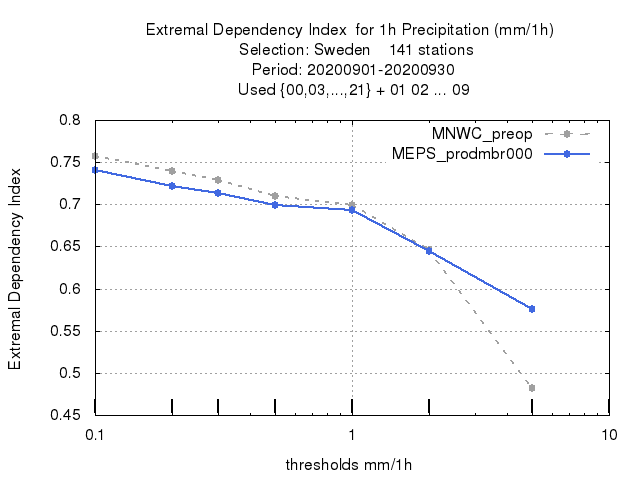 Extremal Dependency Index  for 1h Precipitation (mm/1h)
Selection: Sweden    141 stations
Period: 20200901-20200930
Used {00,03,...,21} + 01 02 ... 09
MNWC_preop
MEPS_prodmbr000
0.8
0.75
0.7
0.65
0.6
0.55
0.5
0.45
Extremal Dependency Index
0.1
1
10
thresholds mm/1h